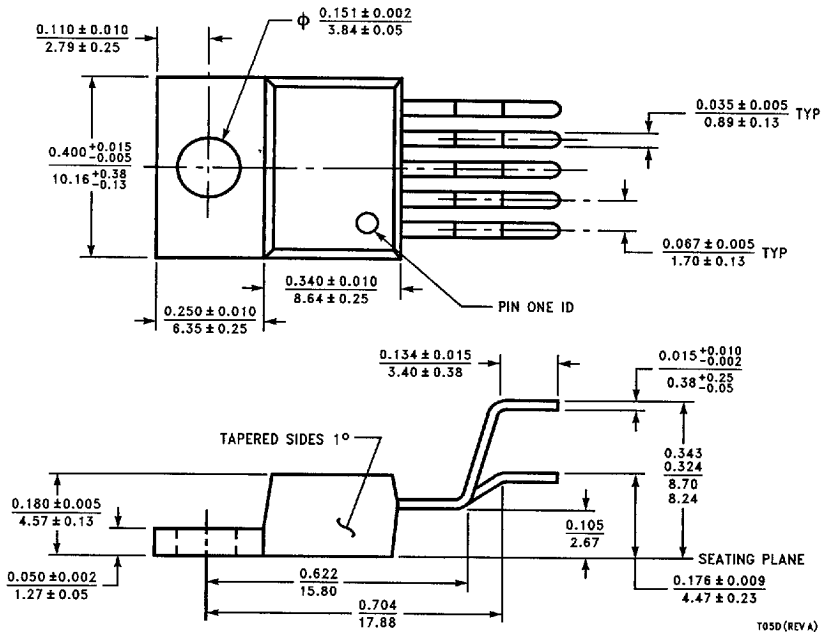 0.110 ± 0.010
2.79 ± 0.25
ϕ 0.151 ± 0.002
3.84 ± 0.05
0.035 ± 0.005
0.89 ± 0.13 TYP
0.400 +0.015 -0.005
10.16 +0.38 -0.13
0.067 ± 0.005
1.70 ± 0.13 TYP
0.340 ± 0.010
8.64 ± 0.25
PIN ONE ID
0.250 ± 0.010
6.35 ± 0.25
0.134 ± 0.015
3.40 ± 0.38
0.015 +0.010 -0.002
0.38 +0.25 -0.05
TAPERED SIDES 1°
0.343
0.324
8.70
8.24
0.180 ± 0.005
4.57 ± 0.13
0.105
2.67
SEATING PLANE
0.050 ± 0.002
1.27 ± 0.05
0.622
15.80
0.176 ± 0.009
4.47 ± 0.23
0.704
17.88
T05D (REV A)